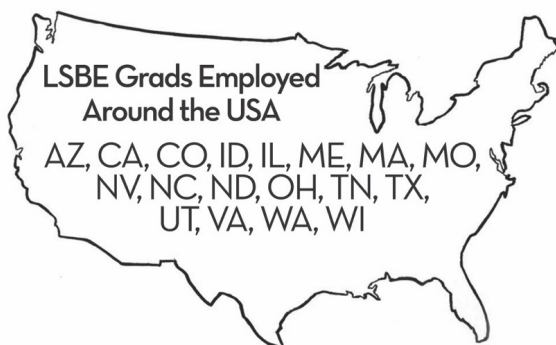 LSBE Grads Employed
Around the USA
AZ, CA, CO, ID, IL, ME, MA, MO,
NV, NC, ND, OH, TN, TX,
UT, VA, WA, WI